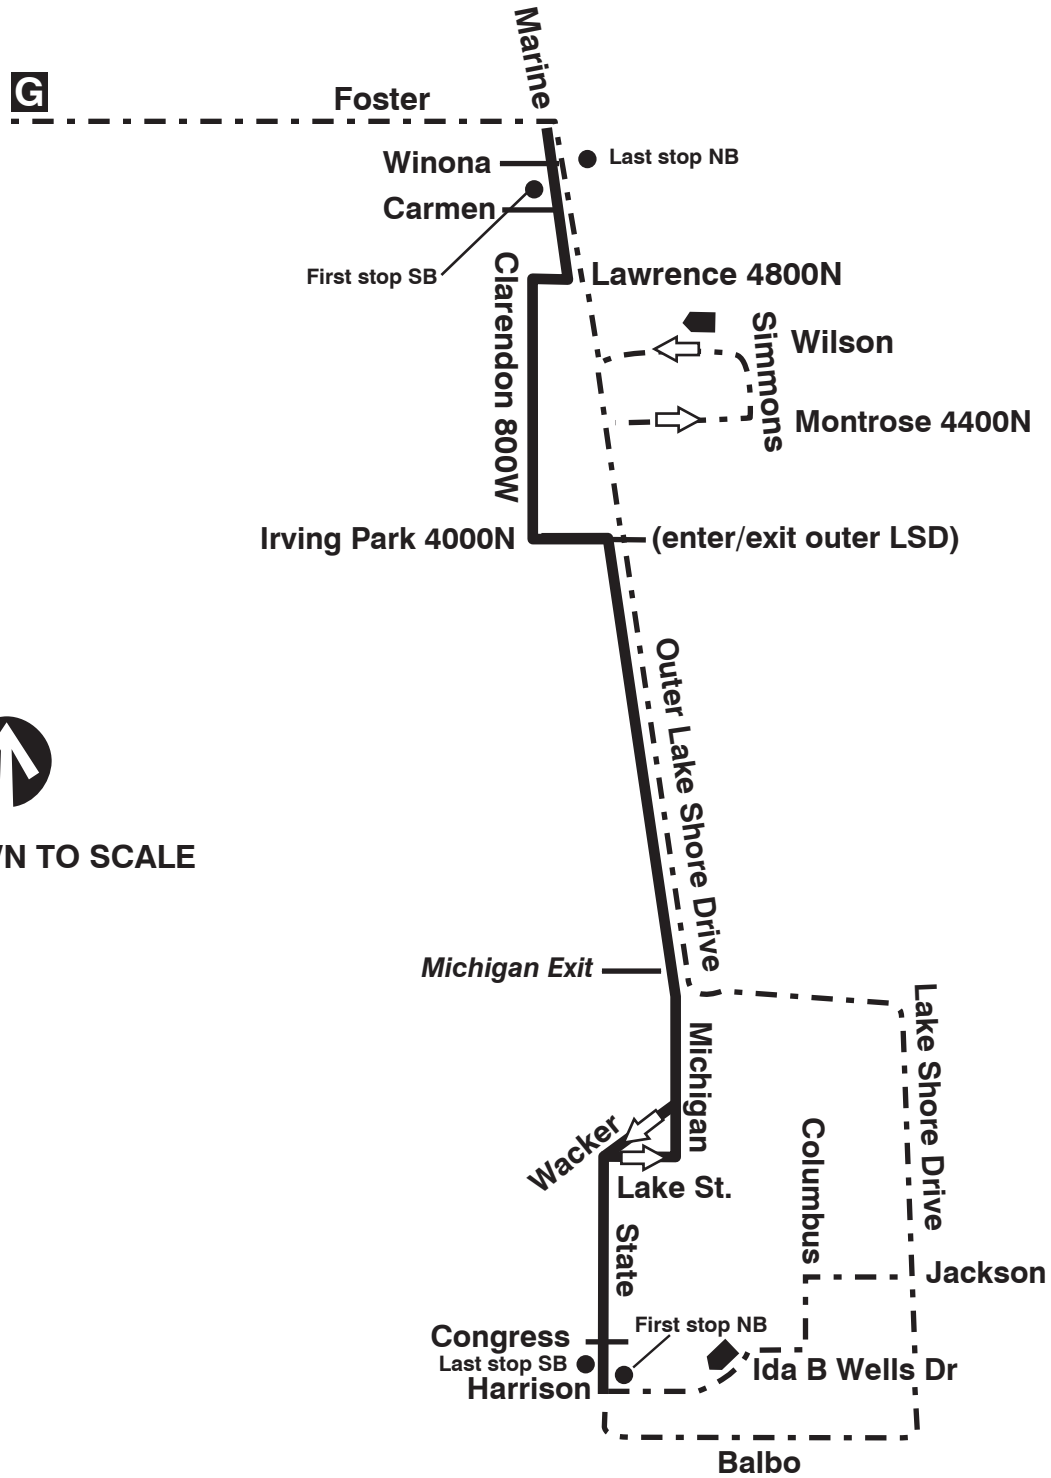 Marine
G
Foster
Last stop NB
Winona
Carmen
First stop SB
Lawrence 4800N
Clarendon 800W
Simmons
Wilson
Montrose 4400N
Irving Park 4000N
(enter/exit outer LSD)
Outer Lake Shore Drive
TO SCALE
Michigan Exit
Lake Shore Drive
Michigan
Wacker
Columbus
Lake St.
State
Jackson
First stop NB
Congress
Last stop SB
Ida B Wells Dr
Harrison
Balbo